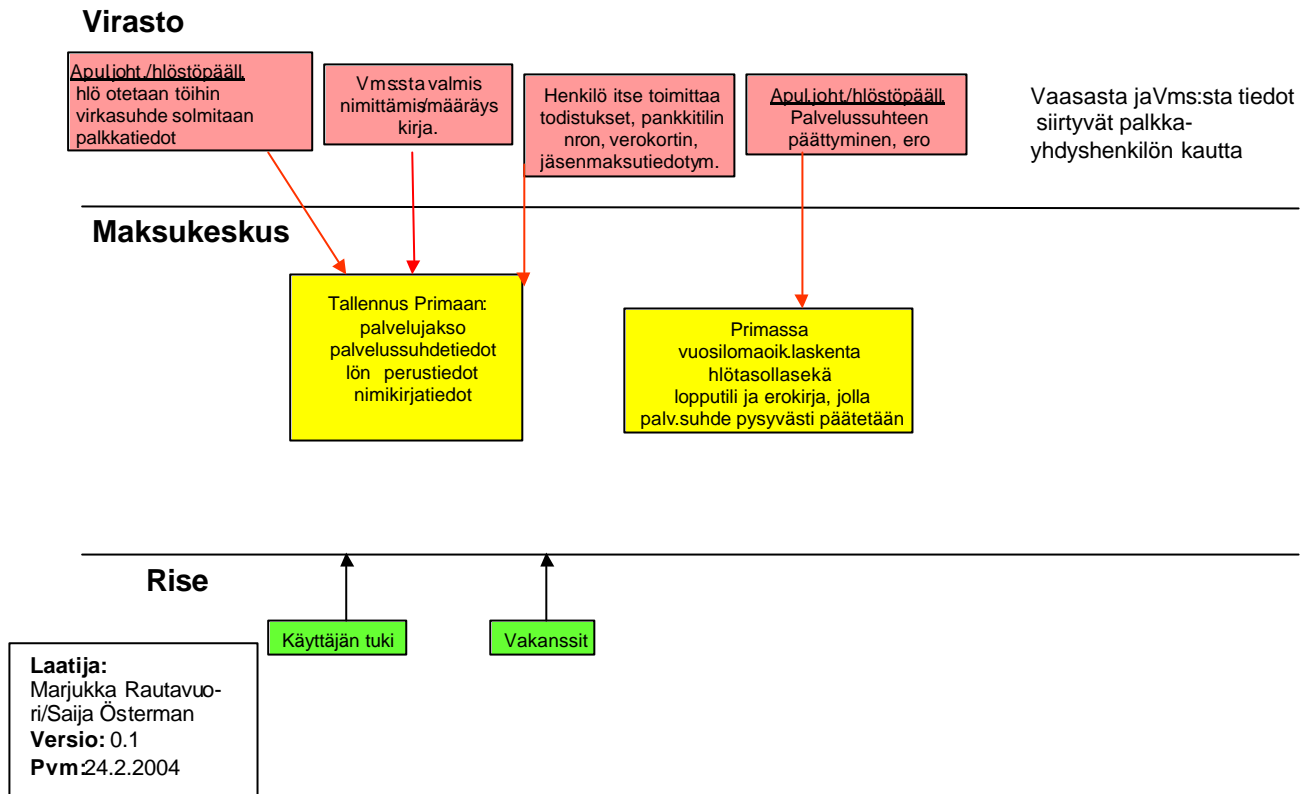 Virasto
Apul.joht./hlöstöpääll.
hlö otetaan töihin
virkasuhde solmitaan
palkkatiedot
Vms:sta valmis
nimittämis/määräys
kirja.
Henkilö itse toimittaa
todistukset, pankkitilin
nron, verokortin,
jäsenmaksutiedot ym.
Apul.joht./hlöstöpääll.
Palvelussuhteen
päättyminen, ero
Vaasasta ja Vms:sta tiedot
siirtyvät palkka-
yhdyshenkilön kautta
Maksukeskus
Tallennus Primaan:
palvelujakso
palvelussuhdetiedot
lön perustiedot
nimikirjatiedot
Primassa
vuosilomaoik.laskenta
hlötasolla sekä
lopputili ja erokirja, jolla
palv.suhde pysyvästi päätetään
Rise
Käyttäjän tuki
Vakanssit
Laatija:
Marjukka Rautavuo-
ri/Saija Österman
Versio: 0.1
Pvm:24.2.2004